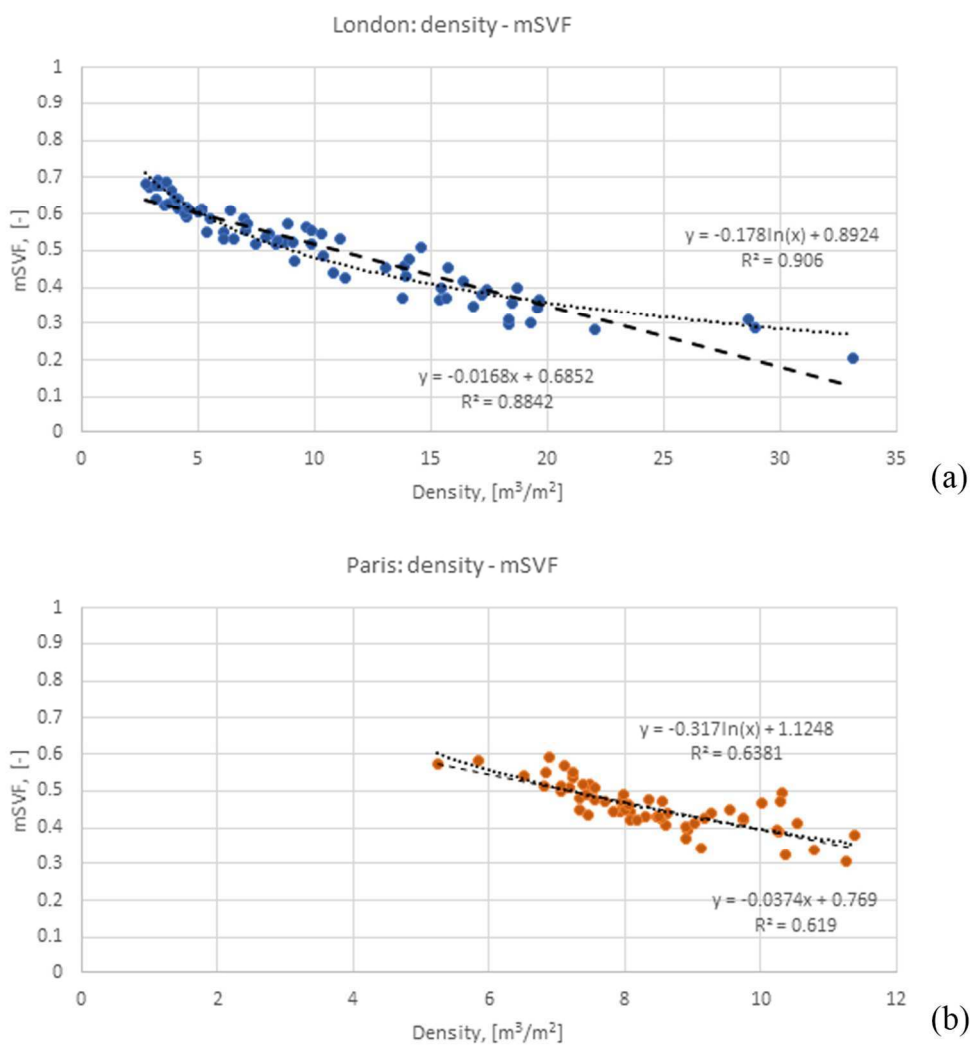 London: density - mSVF
1
0.9
0.8
0.7
0.6
0.5
0.4
0.3
0.2
0.1
0
mSVF, [-]
y = -0.178ln(x) + 0.8924
R² = 0.906
y = -0.0168x + 0.6852
R² = 0.8842
0 5 10 15 20 25 30 35
Density, [m³/m²]
(a)
Paris: density - mSVF
1
0.9
0.8
0.7
0.6
0.5
0.4
0.3
0.2
0.1
0
mSVF, [-]
y = -0.317ln(x) + 1.1248
R² = 0.6381
y = -0.0374x + 0.769
R² = 0.619
0 2 4 6 8 10 12
Density, [m³/m²]
(b)